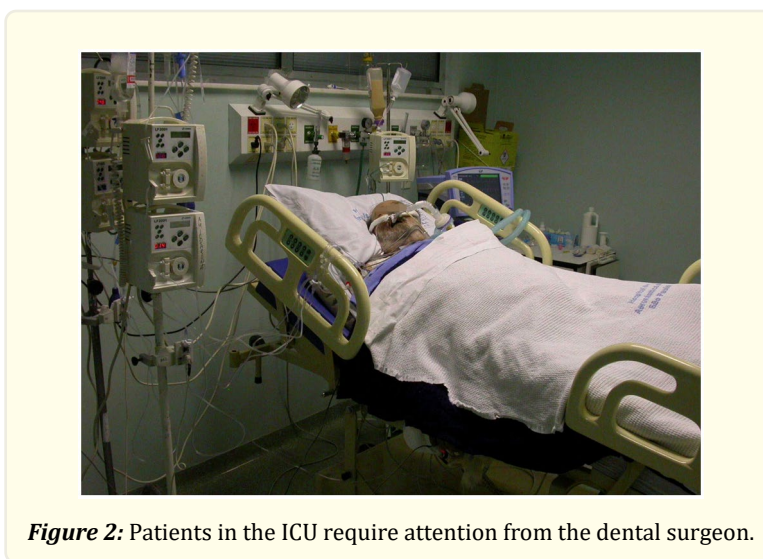 Figure 2: Patients in the ICU require attention from the dental surgeon.